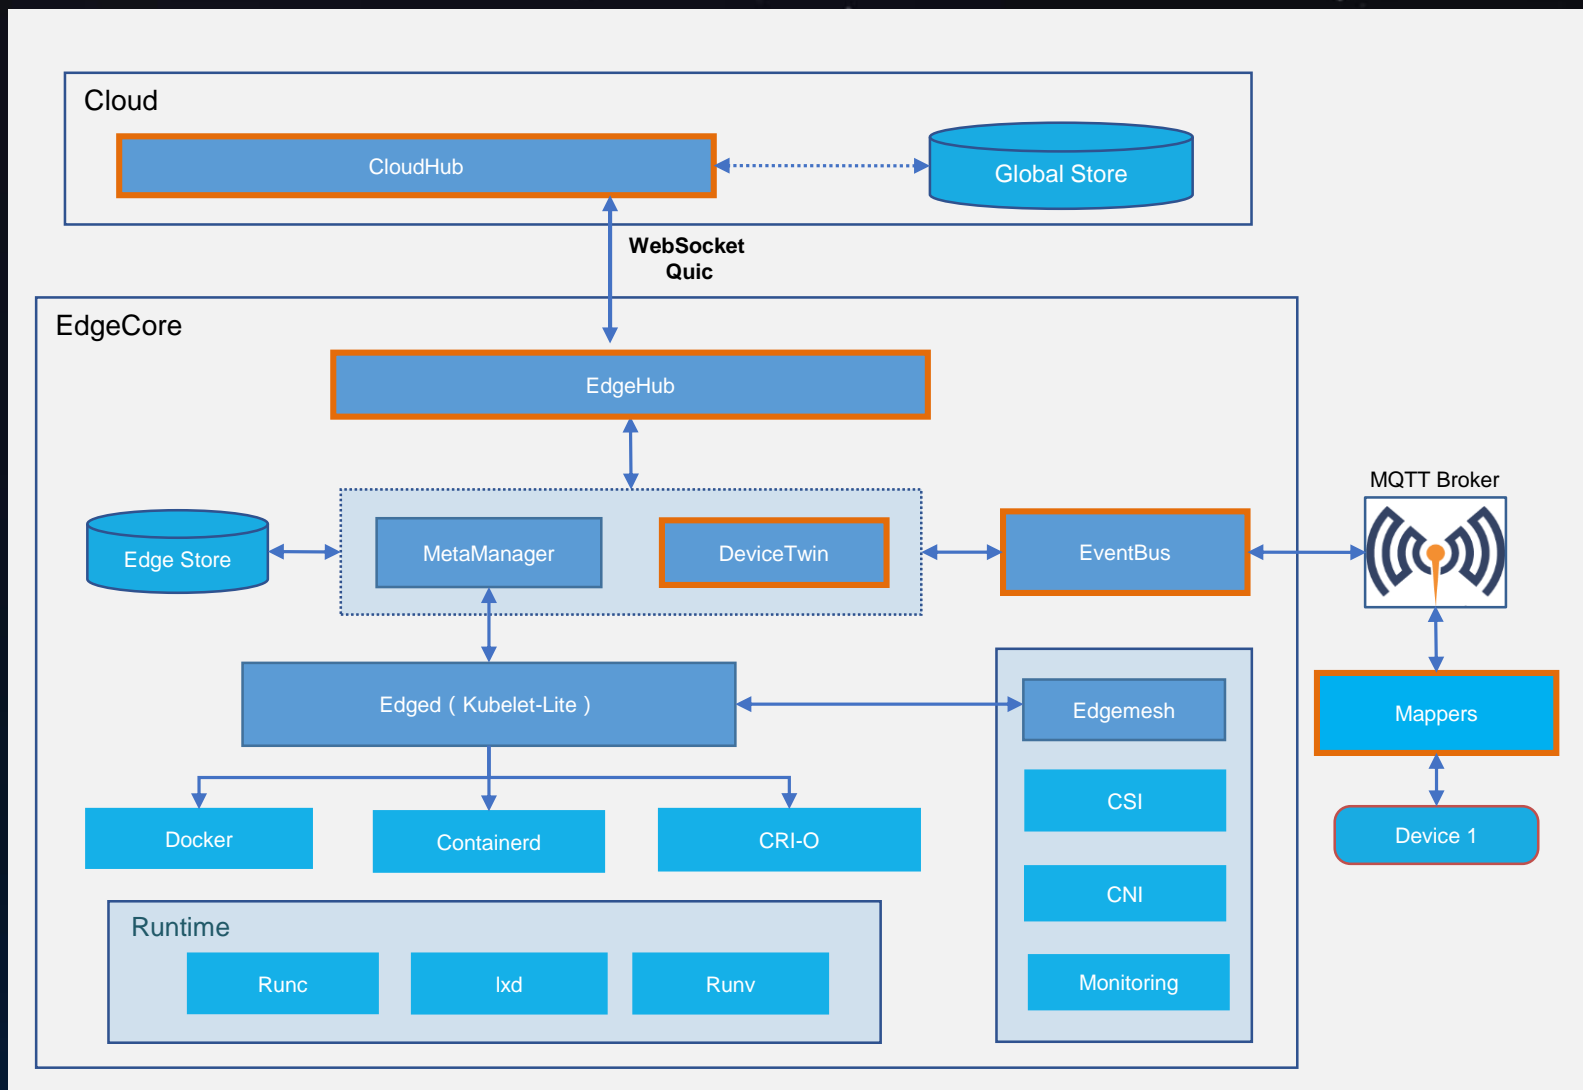 Cloud
CloudHub
Global Store
WebSocket
Quic
EdgeCore
EdgeHub
MQTT Broker
Edge Store
MetaManager
DeviceTwin
EventBus
Edged ( Kubelet-Lite )
Edgemesh
Mappers
CSI
Docker
Containerd
CRI-O
Device 1
CNI
Runtime
Runc
lxd
Runv
Monitoring